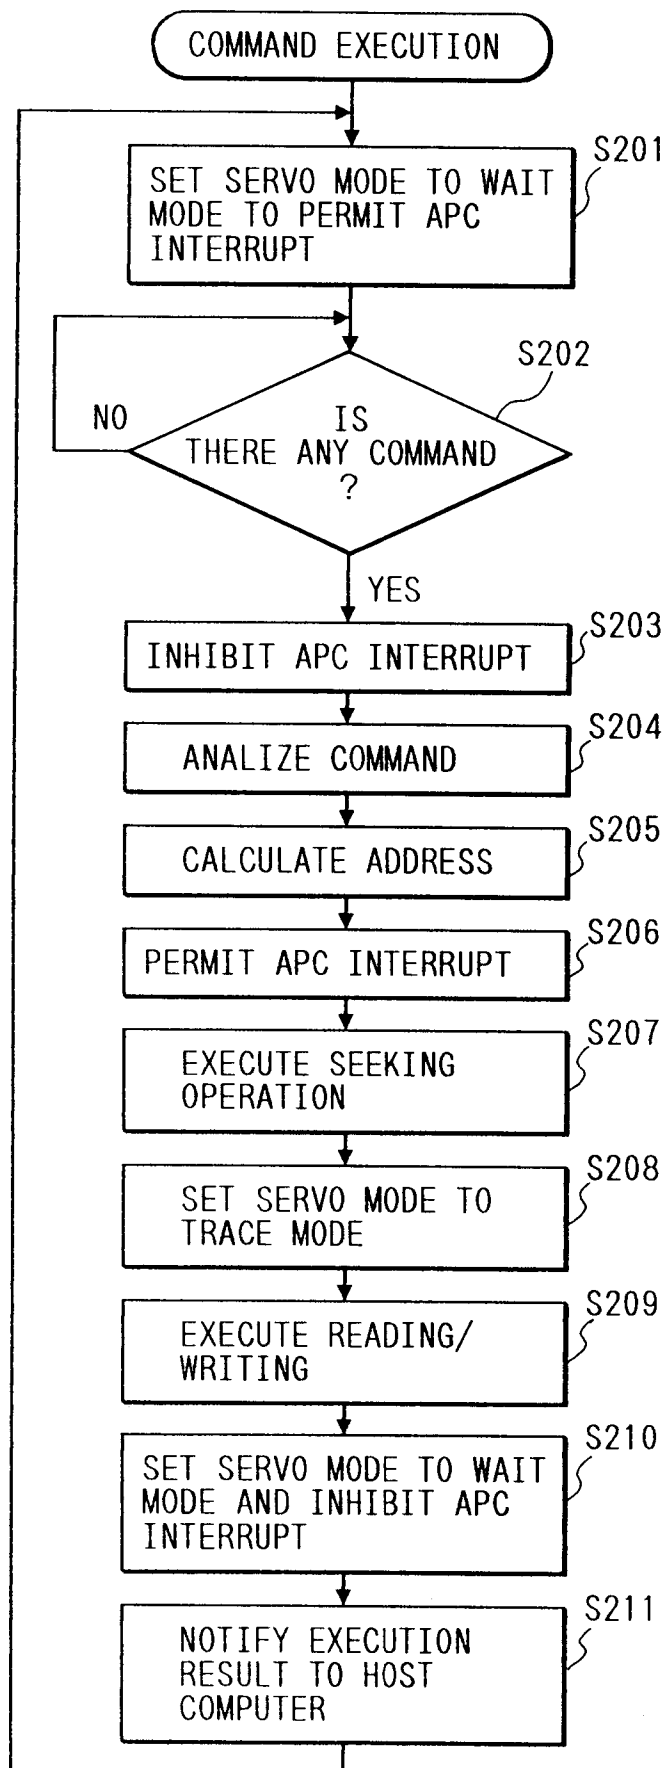 COMMAND EXECUTION
S201
SET SERVO MODE TO WAIT
MODE TO PERMIT APC
INTERRUPT
S202
NO
IS
THERE ANY COMMAND
?
YES
S203
INHIBIT APC INTERRUPT
S204
ANALIZE COMMAND
S205
CALCULATE ADDRESS
S206
PERMIT APC INTERRUPT
S207
EXECUTE SEEKING
OPERATION
S208
SET SERVO MODE TO
TRACE MODE
S209
EXECUTE READING/
WRITING
S210
SET SERVO MODE TO WAIT
MODE AND INHIBIT APC
INTERRUPT
S211
NOTIFY EXECUTION
RESULT TO HOST
COMPUTER